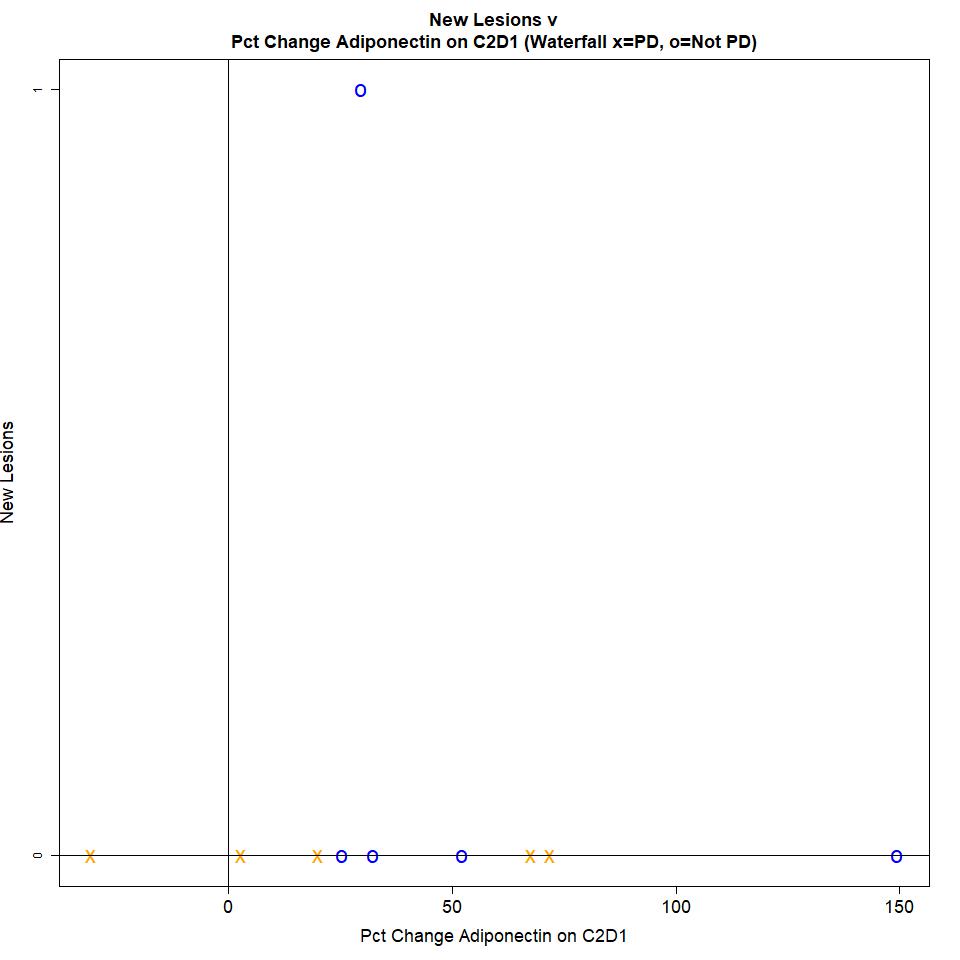 New Lesions v
Pct Change Adiponectin on C2D1 (Waterfall x=PD, o=Not PD)
1
o
New Lesions
0
x x x o o o x x o
0 50 100 150
Pct Change Adiponectin on C2D1